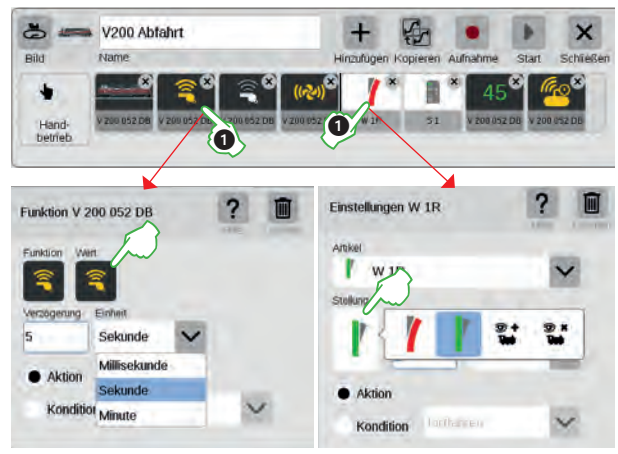 V200 Abfahrt
Bild Name Hinzufügen Kopieren Aufnahme Start Schließen
45
Hand-
betrieb
V 200 052 DB V 200 052 DB V 200 052 DB V 200 052 W 1R S 1 V 200 052 DB V 200 052 DB
1 1
Funktion V 200 052 DB ?
Funktion Wert
Verzögerung Einheit
5 Sekunde
Millisekunde
Aktion
Sekunde
Kondition
Minute
Einstellungen W 1R ?
Artikel
W 1R
Stellung
Aktion
Kondition fortfahren